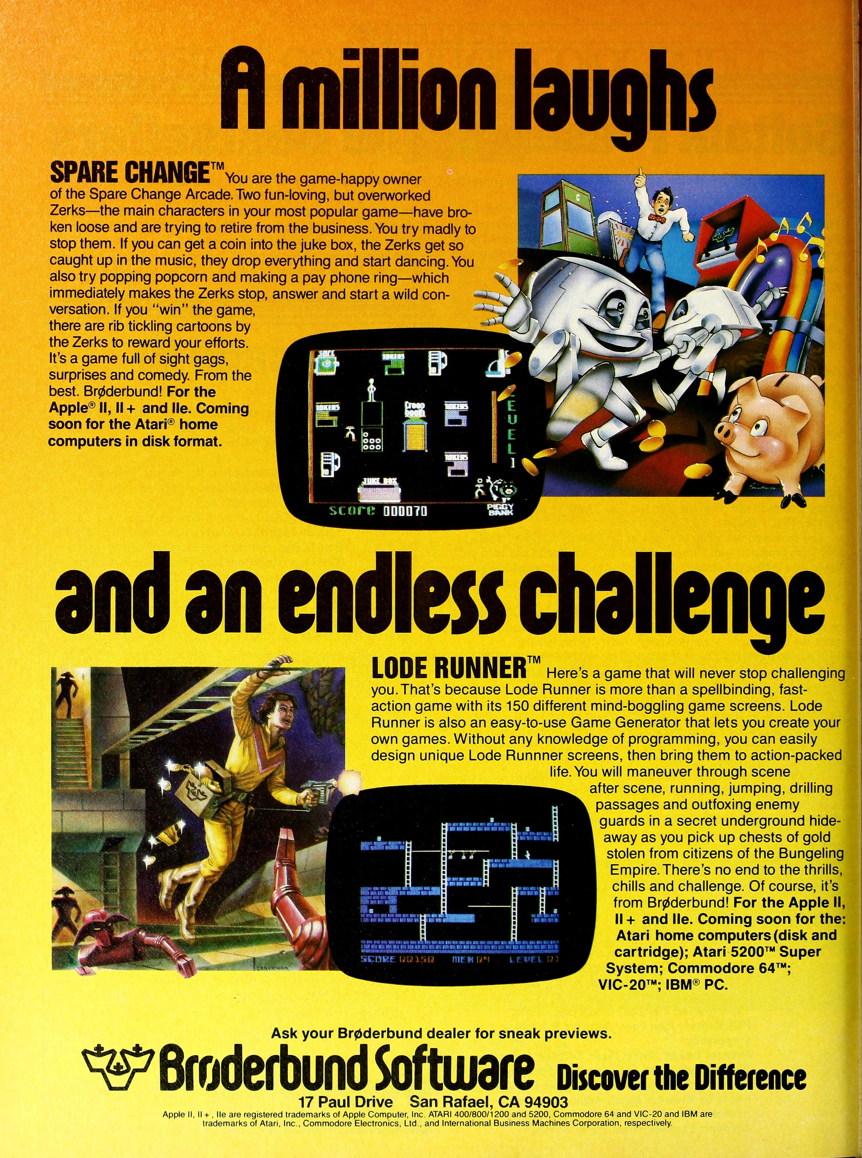 A million laughs
SPARE CHANGE™ You are the game-happy owner
of the Spare Change Arcade. Two fun-loving, but overworked
Zerks—the main characters in your most popular game—have bro-
ken loose and are trying to retire from the business. You try madly to
stop them. If you can get a coin into the juke box, the Zerks get so
caught up in the music, they drop everything and start dancing. You
also try popping popcorn and making a pay phone ring—which
immediately makes the Zerks stop, answer and start a wild con-
versation. If you "win" the game,
there are rib tickling cartoons by
the Zerks to reward your efforts.
It's a game full of sight gags,
surprises and comedy. From the
best. Brøderbund! For the
Apple® II, II+ and IIe. Coming
soon for the Atari® home
computers in disk format.
TOKENS
TOKENS
TOKENS
TOKENS
JUKE BOX
LEVEL 1
score 000070
PIGGY
BANK
and an endless challenge
LODE RUNNER™ Here's a game that will never stop challenging
you. That's because Lode Runner is more than a spellbinding, fast-
action game with its 150 different mind-boggling game screens. Lode
Runner is also an easy-to-use Game Generator that lets you create your
own games. Without any knowledge of programming, you can easily
design unique Lode Runnner screens, then bring them to action-packed
life. You will maneuver through scene
after scene, running, jumping, drilling
passages and outfoxing enemy
guards in a secret underground hide-
away as you pick up chests of gold
stolen from citizens of the Bungeling
Empire. There's no end to the thrills,
chills and challenge. Of course, it's
from Brøderbund! For the Apple II,
II+ and IIe. Coming soon for the:
Atari home computers (disk and
cartridge); Atari 5200™ Super
System; Commodore 64™;
VIC-20™; IBM® PC.
SCORE MEN LEVEL
Ask your Brøderbund dealer for sneak previews.
Brøderbund Software Discover the Difference
17 Paul Drive San Rafael, CA 94903
Apple II, II+, IIe are registered trademarks of Apple Computer, Inc. ATARI 400/800/1200 and 5200, Commodore 64 and VIC-20 and IBM are
trademarks of Atari, Inc., Commodore Electronics, Ltd., and International Business Machines Corporation, respectively.